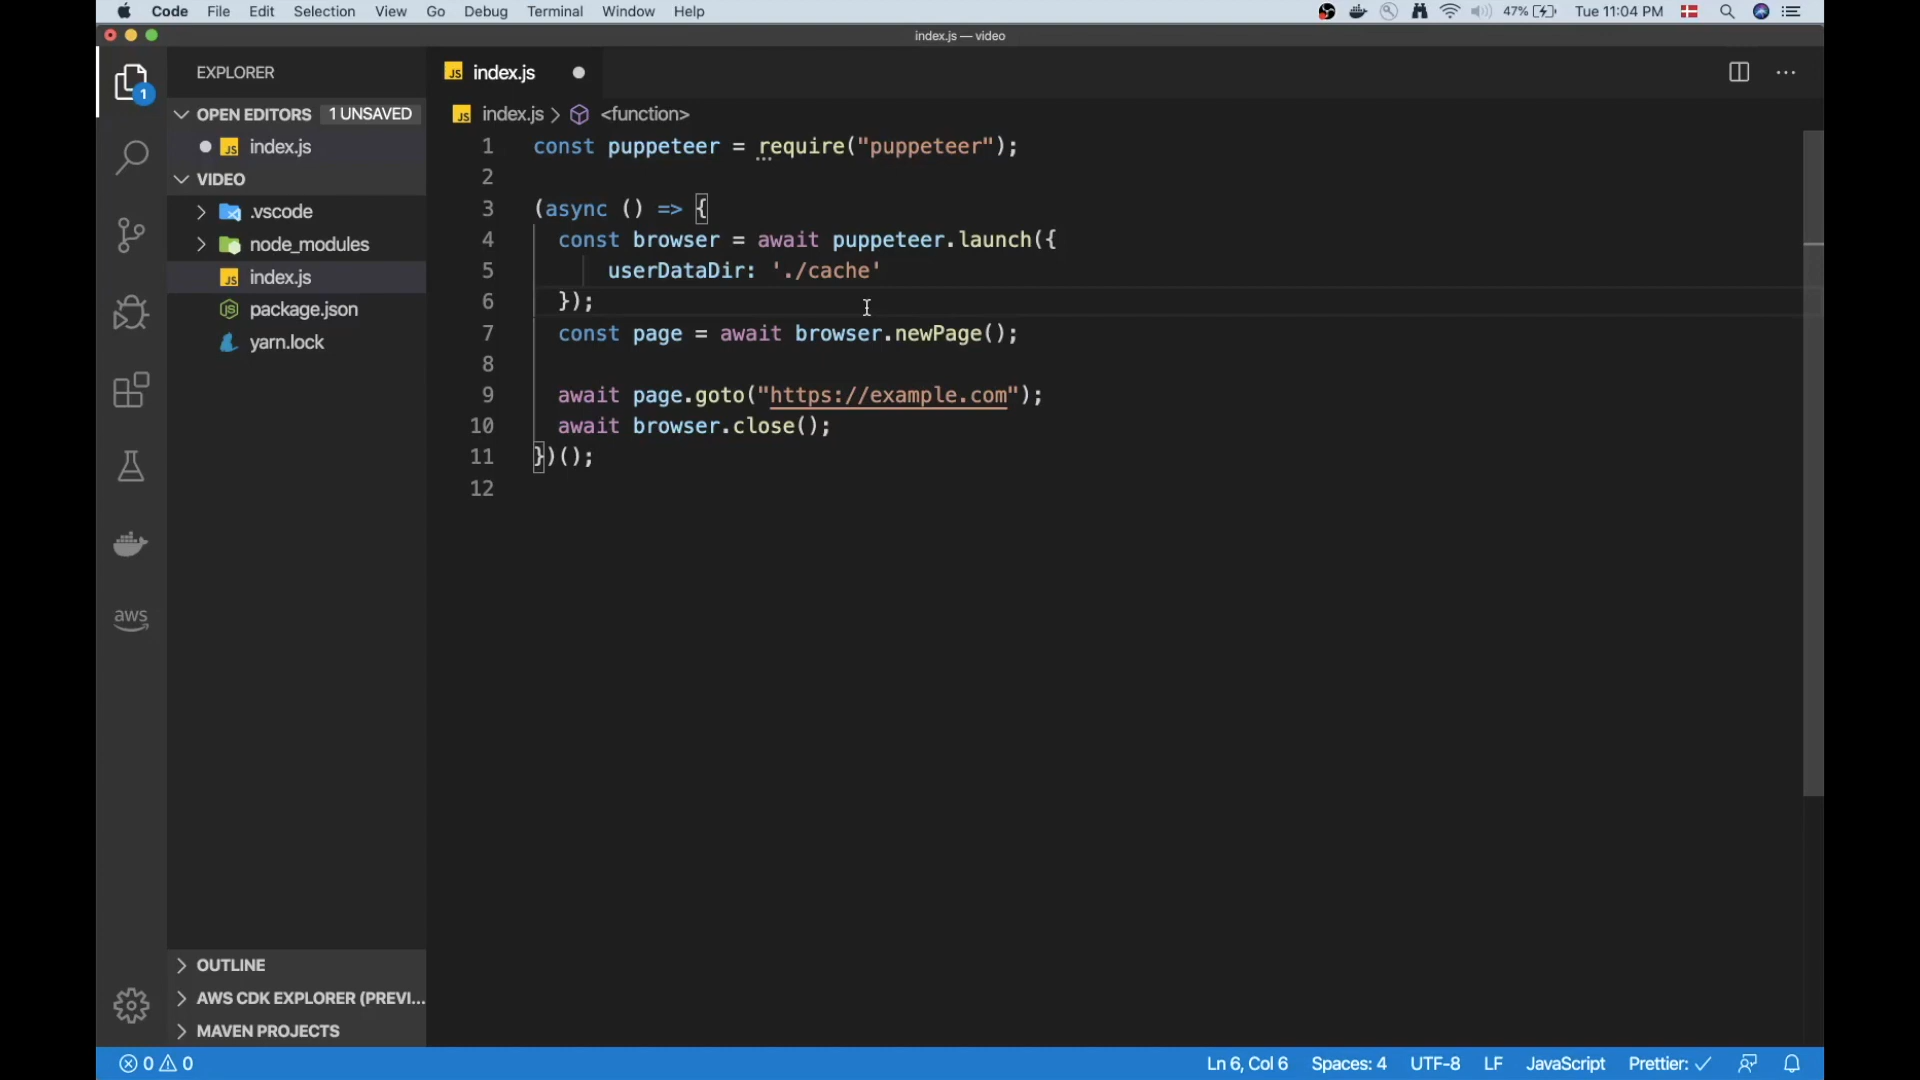 Code File Edit Selection View Go Debug Terminal Window Help 47% Tue 11:04 PM
index.js — video
EXPLORER
OPEN EDITORS 1 UNSAVED
JS index.js
VIDEO
.vscode
node_modules
JS index.js
package.json
yarn.lock
OUTLINE
AWS CDK EXPLORER (PREVI...
MAVEN PROJECTS
1
aws
JS index.js
JS index.js > <function>
1 const puppeteer = require("puppeteer");
2
3 (async () => {
4 const browser = await puppeteer.launch({
5 userDataDir: './cache'
6 });
7 const page = await browser.newPage();
8
9 await page.goto("https://example.com");
10 await browser.close();
11 })();
12
0 0 Ln 6, Col 6 Spaces: 4 UTF-8 LF JavaScript Prettier: ✓